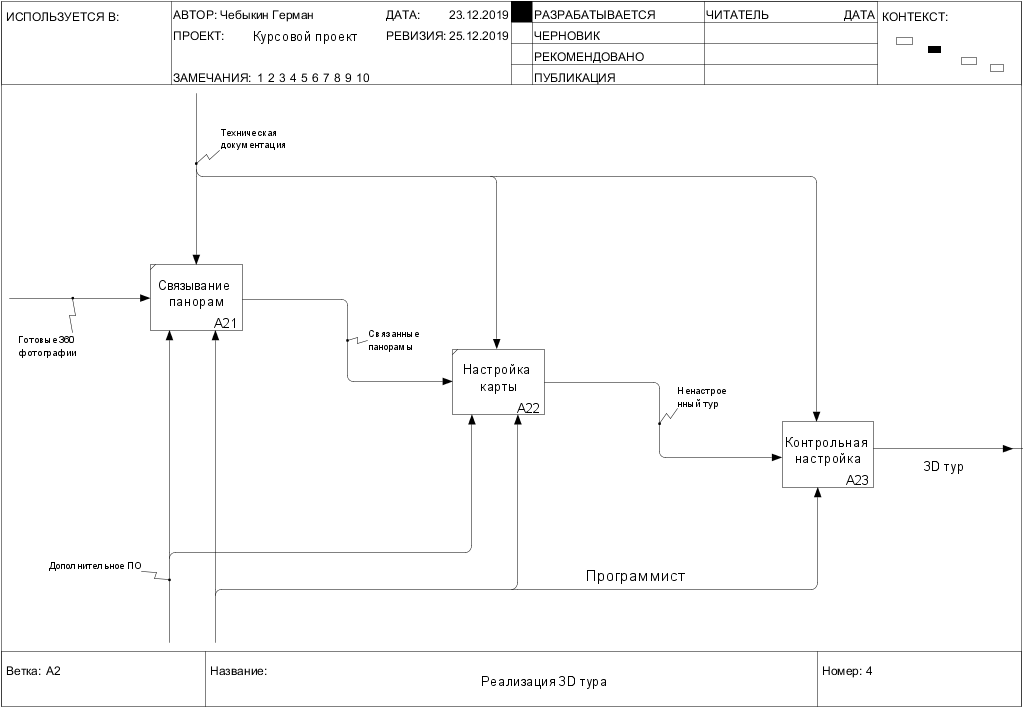 ИСПОЛЬЗУЕТСЯ В:
АВТОР: Чебыкин Герман
ДАТА: 23.12.2019
ПРОЕКТ: Курсовой проект
РЕВИЗИЯ: 25.12.2019
ЗАМЕЧАНИЯ: 1 2 3 4 5 6 7 8 9 10
РАЗРАБАТЫВАЕТСЯ
ЧЕРНОВИК
РЕКОМЕНДОВАНО
ПУБЛИКАЦИЯ
ЧИТАТЕЛЬ ДАТА
КОНТЕКСТ:
Техническая
документация
Связывание
панорам
A21
Готовые 360
фотографии
Связанные
панорамы
Настройка
карты
A22
Ненастрое
нный тур
Контрольная
настройка
A23
3D тур
Дополнительное ПО
Программист
Ветка: A2
Название:
Реализация 3D тура
Номер: 4